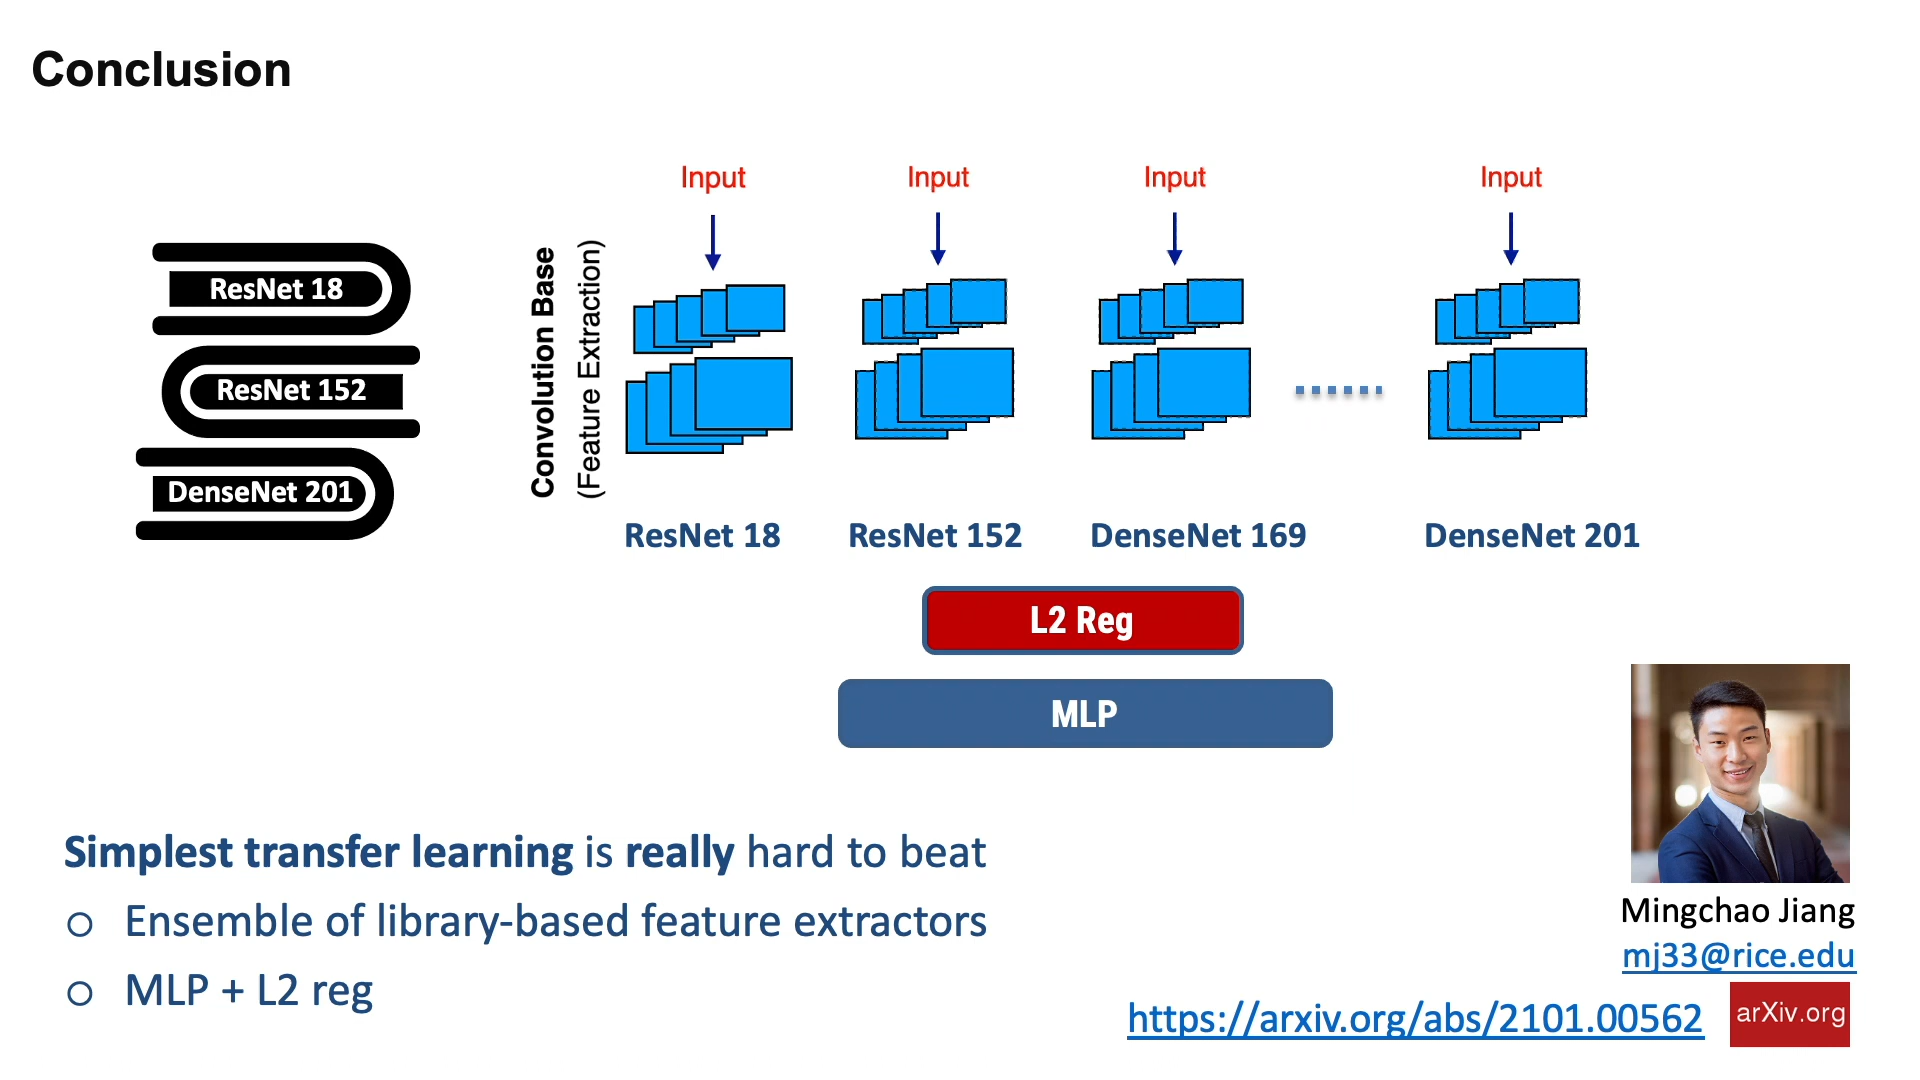 Conclusion
ResNet 18
ResNet 152
DenseNet 201
Convolution Base
(Feature Extraction)
Input
Input
Input
Input
ResNet 18
ResNet 152
DenseNet 169
DenseNet 201
L2 Reg
MLP
Simplest transfer learning is really hard to beat
○ Ensemble of library-based feature extractors
○ MLP + L2 reg
Mingchao Jiang
mj33@rice.edu
https://arxiv.org/abs/2101.00562
arXiv.org